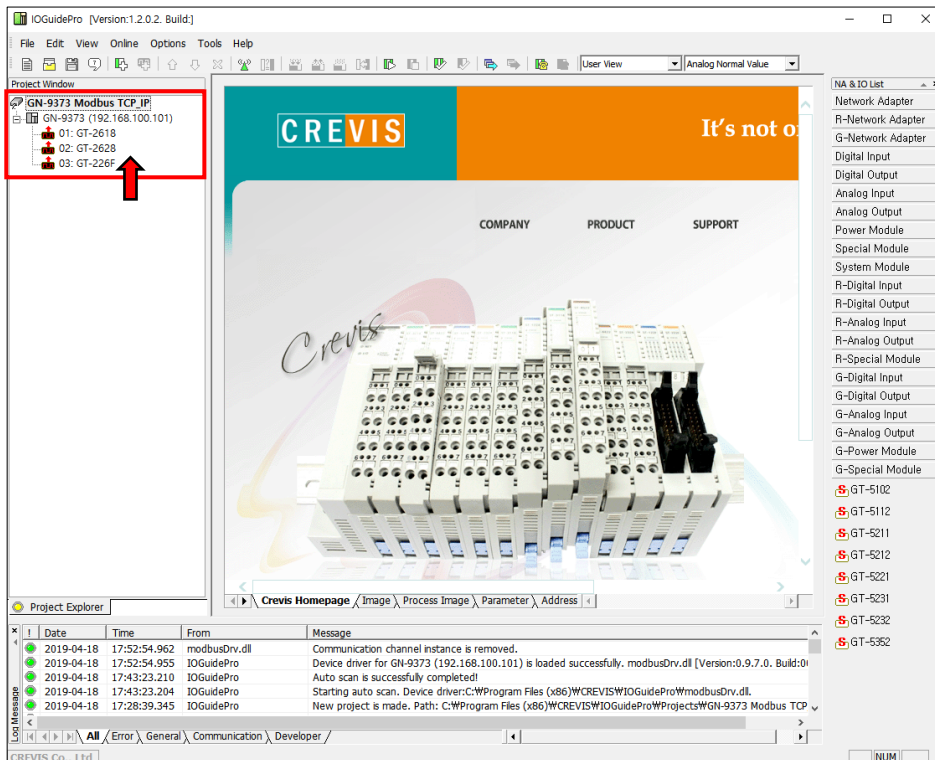 IOGuidePro [Version:1.2.0.2. Build:]
File Edit View Online Options Tools Help
User View Analog Normal Value
Project Window
GN-9373 Modbus TCP_IP
GN-9373 (192.168.100.101)
01: GT-2618
02: GT-2628
03: GT-226F
Project Explorer
CREVIS It's not o
COMPANY PRODUCT SUPPORT
Crevis
Crevis Homepage Image Process Image Parameter Address
NA & IO List
Network Adapter
R-Network Adapter
G-Network Adapter
Digital Input
Digital Output
Analog Input
Analog Output
Power Module
Special Module
System Module
R-Digital Input
R-Digital Output
R-Analog Input
R-Analog Output
R-Special Module
G-Digital Input
G-Digital Output
G-Analog Input
G-Analog Output
G-Power Module
G-Special Module
GT-5102
GT-5112
GT-5211
GT-5212
GT-5221
GT-5231
GT-5232
GT-5352
! Date Time From Message
2019-04-18 17:52:54.962 modbusDrv.dll Communication channel instance is removed.
2019-04-18 17:52:54.955 IOGuidePro Device driver for GN-9373 (192.168.100.101) is loaded successfully. modbusDrv.dll [Version:0.9.7.0. Build:0
2019-04-18 17:43:23.210 IOGuidePro Auto scan is successfully completed!
2019-04-18 17:43:23.204 IOGuidePro Starting auto scan. Device driver:C:₩Program Files (x86)₩CREVIS₩IOGuidePro₩modbusDrv.dll.
2019-04-18 17:28:39.345 IOGuidePro New project is made. Path: C:₩Program Files (x86)₩CREVIS₩IOGuidePro₩Projects₩GN-9373 Modbus TCP
Log Message
All Error General Communication Developer
CREVIS Co., Ltd NUM